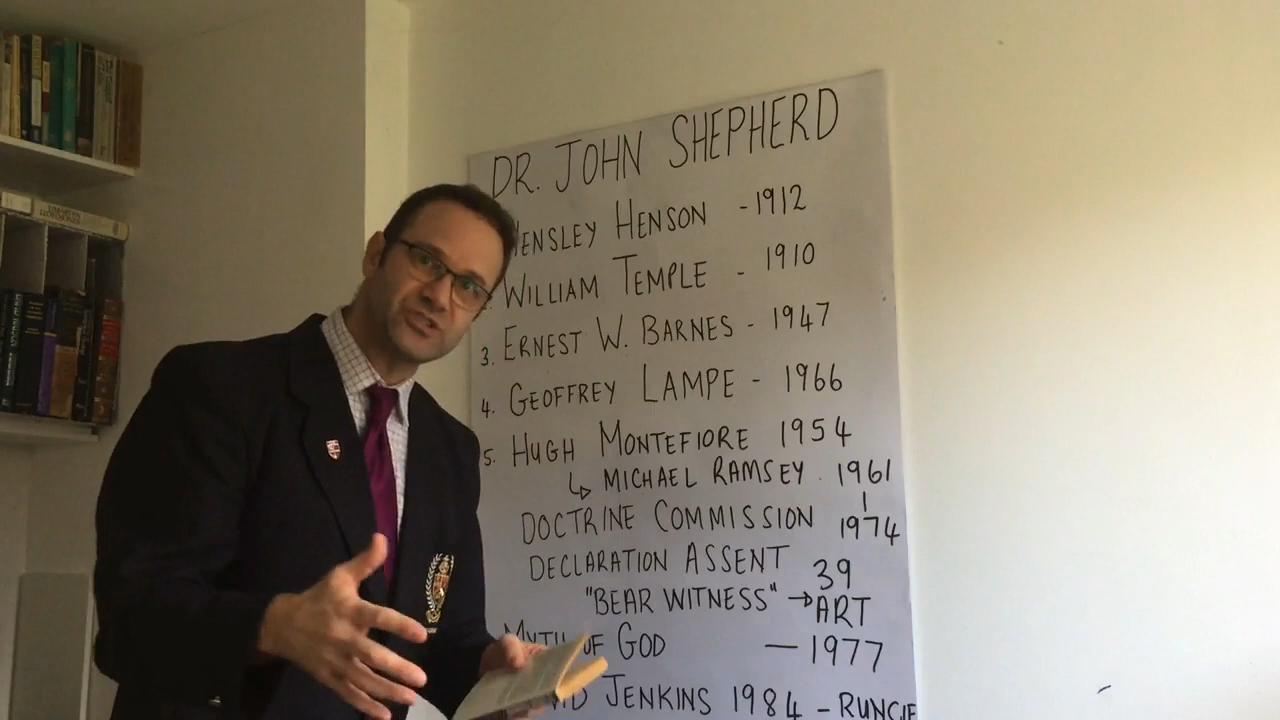 DR. JOHN SHEPHERD
HENSLEY HENSON - 1912
WILLIAM TEMPLE - 1910
3. ERNEST W. BARNES - 1947
4. GEOFFREY LAMPE - 1966
5. HUGH MONTEFIORE 1954
↳ MICHAEL RAMSEY. 1961
DOCTRINE COMMISSION 1974
DECLARATION ASSENT 39
"BEAR WITNESS" → ART
MYTH OF GOD — 1977
JENKINS 1984 - RUNCIE